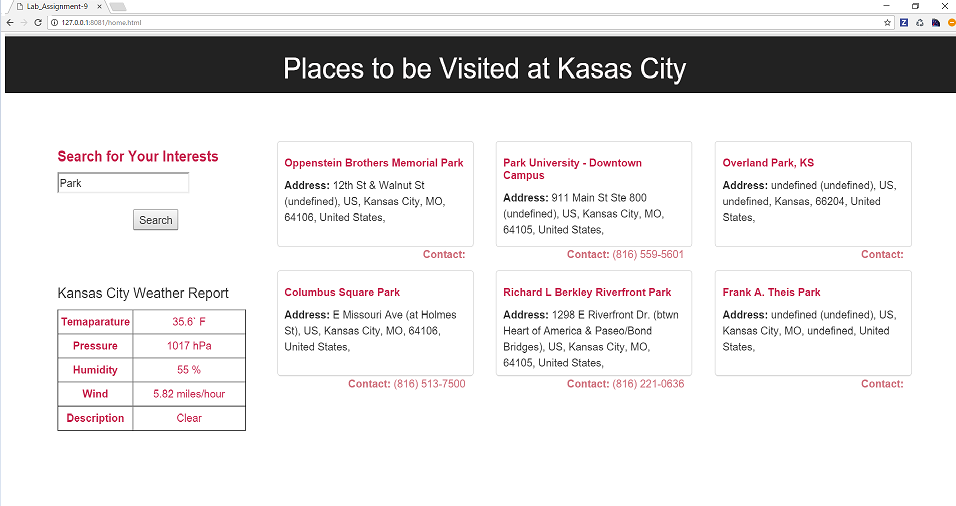 Lab_Assignment-9
127.0.0.1:8081/home.html
Places to be Visited at Kasas City
Search for Your Interests
Park
Search
Kansas City Weather Report
Temaparature 35.6˚ F
Pressure 1017 hPa
Humidity 55 %
Wind 5.82 miles/hour
Description Clear
Oppenstein Brothers Memorial Park
Address: 12th St & Walnut St
(undefined), US, Kansas City, MO,
64106, United States,
Contact:
Park University - Downtown
Campus
Address: 911 Main St Ste 800
(undefined), US, Kansas City, MO,
64105, United States,
Contact: (816) 559-5601
Overland Park, KS
Address: undefined (undefined), US,
undefined, Kansas, 66204, United
States,
Contact:
Columbus Square Park
Address: E Missouri Ave (at Holmes
St), US, Kansas City, MO, 64106,
United States,
Contact: (816) 513-7500
Richard L Berkley Riverfront Park
Address: 1298 E Riverfront Dr. (btwn
Heart of America & Paseo/Bond
Bridges), US, Kansas City, MO,
64105, United States,
Contact: (816) 221-0636
Frank A. Theis Park
Address: undefined (undefined), US,
Kansas City, MO, undefined, United
States,
Contact: